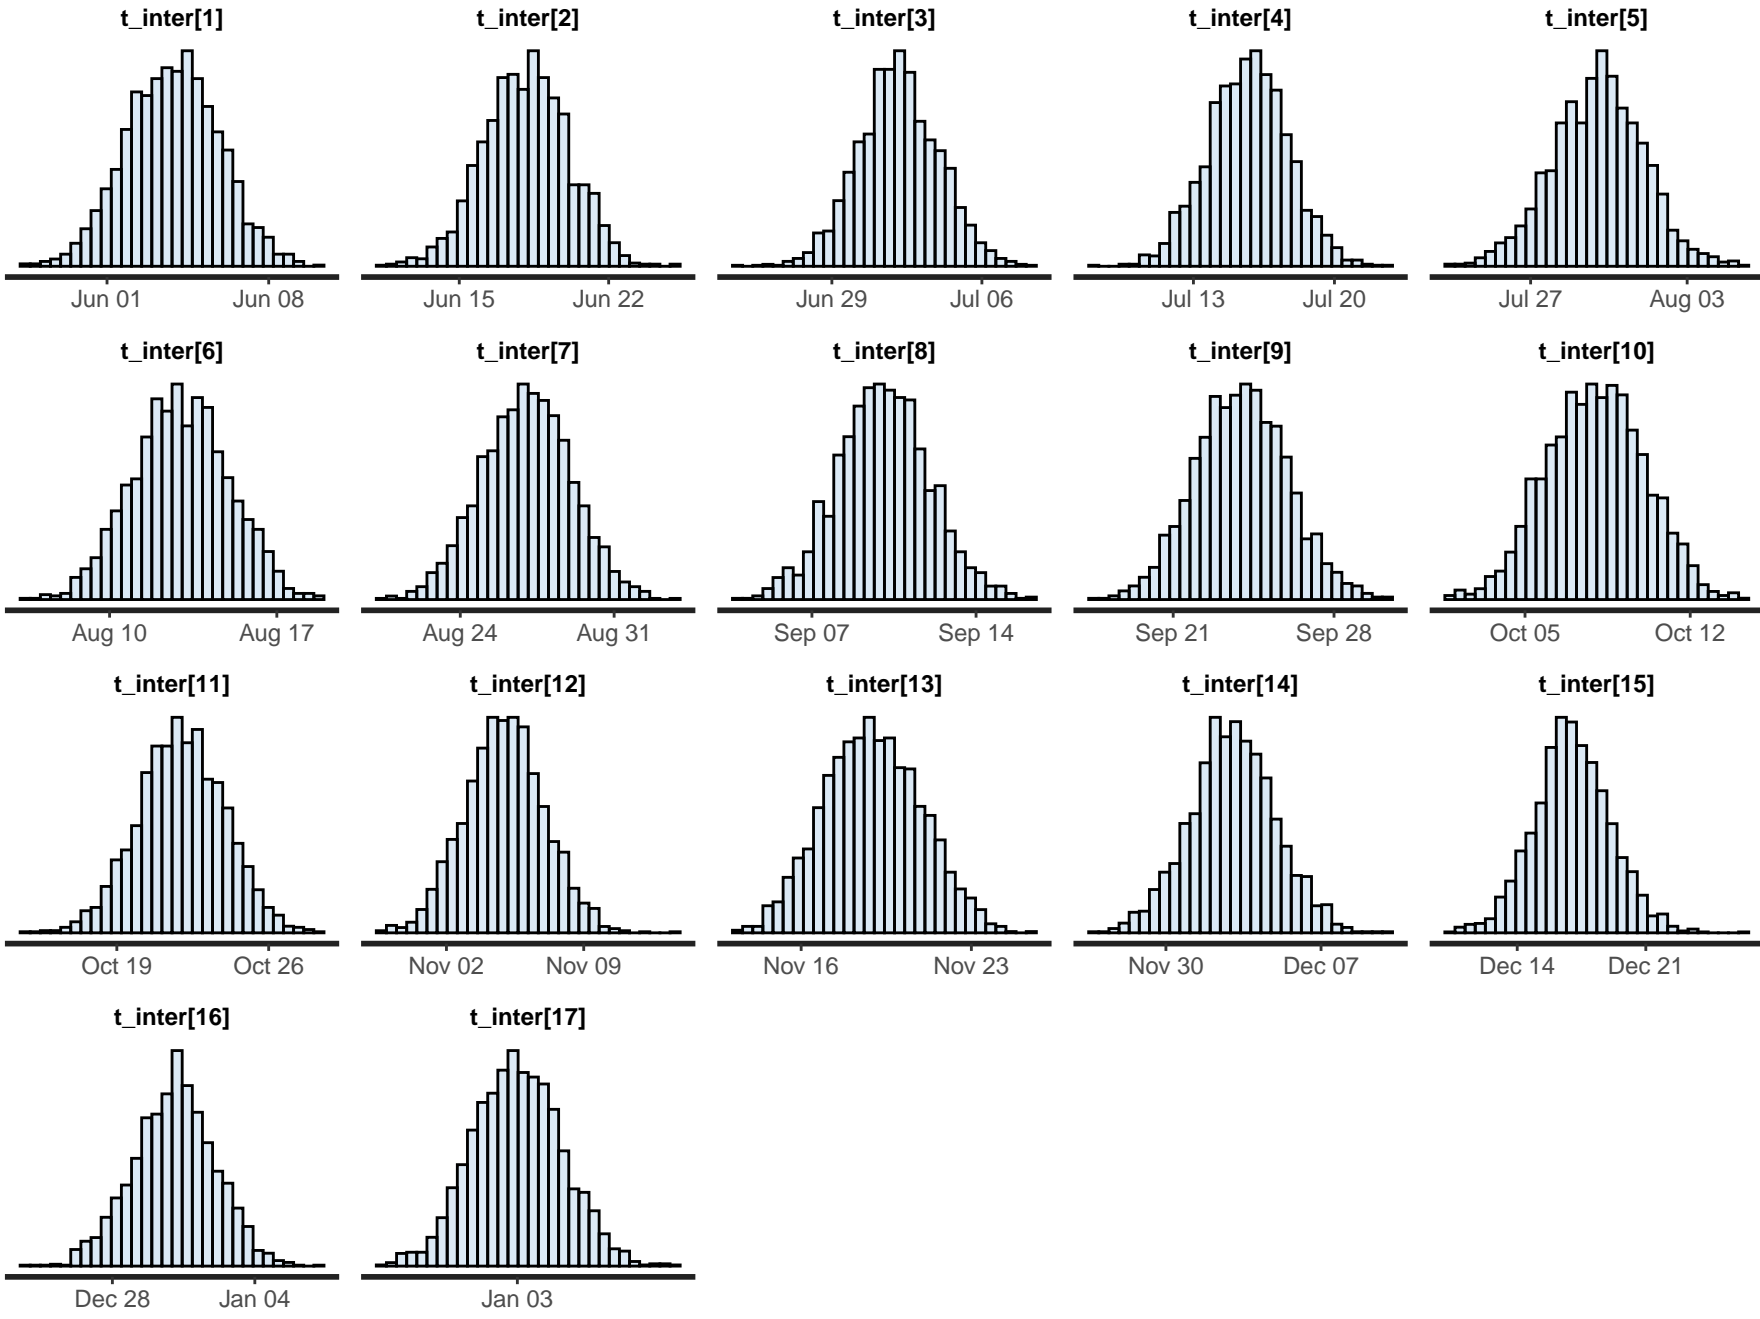 t_inter[1] t_inter[2] t_inter[3] t_inter[4] t_inter[5]
Jun 01 Jun 08 Jun 15 Jun 22 Jun 29 Jul 06 Jul 13 Jul 20 Jul 27 Aug 03
t_inter[6] t_inter[7] t_inter[8] t_inter[9] t_inter[10]
Aug 10 Aug 17 Aug 24 Aug 31 Sep 07 Sep 14 Sep 21 Sep 28 Oct 05 Oct 12
t_inter[11] t_inter[12] t_inter[13] t_inter[14] t_inter[15]
Oct 19 Oct 26 Nov 02 Nov 09 Nov 16 Nov 23 Nov 30 Dec 07 Dec 14 Dec 21
t_inter[16] t_inter[17]
Dec 28 Jan 04 Jan 03